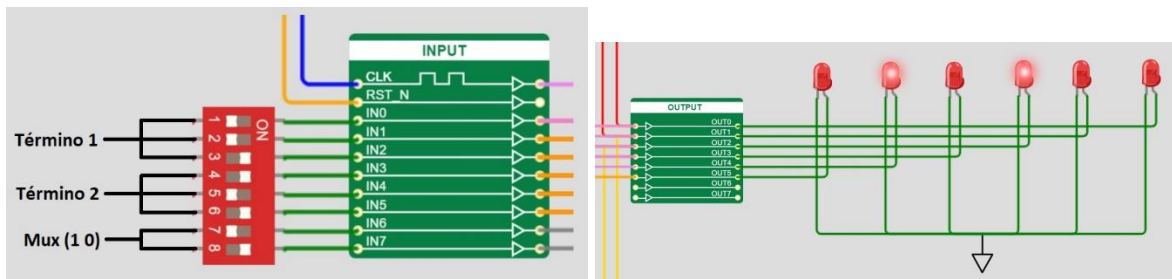 INPUT
CLK
RST_N
IN0
IN1
IN2
IN3
IN4
IN5
IN6
IN7
ON
1
2
3
4
5
6
7
8
Término 1
Término 2
Mux (1 0)
OUTPUT
OUT0
OUT1
OUT2
OUT3
OUT4
OUT5
OUT6
OUT7